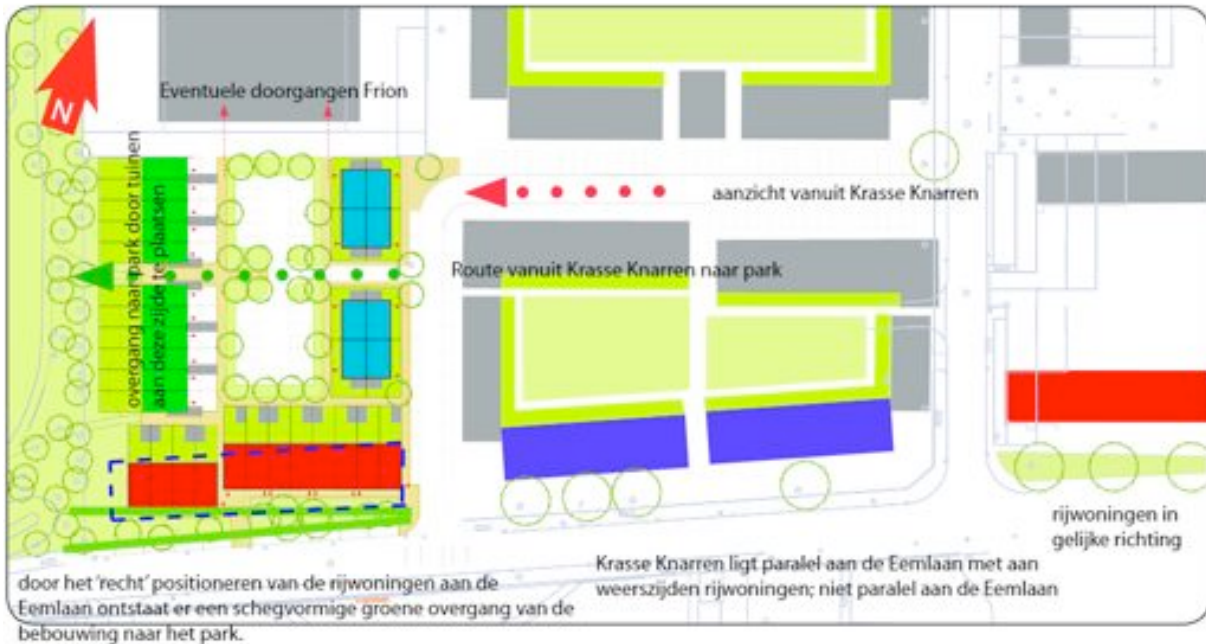 N
Eventuele doorgangen Frion
overgang naar park door tuinen
aan deze zijde te plaatsen
aanzicht vanuit Krasse Knarren
Route vanuit Krasse Knarren naar park
rijwoningen in
gelijke richting
Krasse Knarren ligt paralel aan de Eemlaan met aan
weerszijden rijwoningen; niet paralel aan de Eemlaan
door het 'recht' positioneren van de rijwoningen aan de
Eemlaan ontstaat er een schegvormige groene overgang van de
bebouwing naar het park.